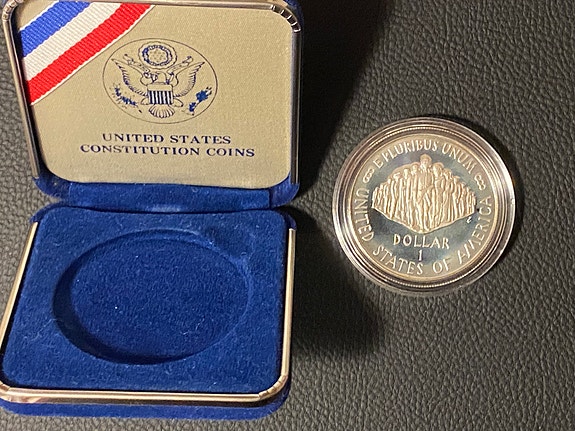 UNITED STATES
CONSTITUTION COINS
E PLURIBUS UNUM
DOLLAR
1
UNITED STATES OF AMERICA